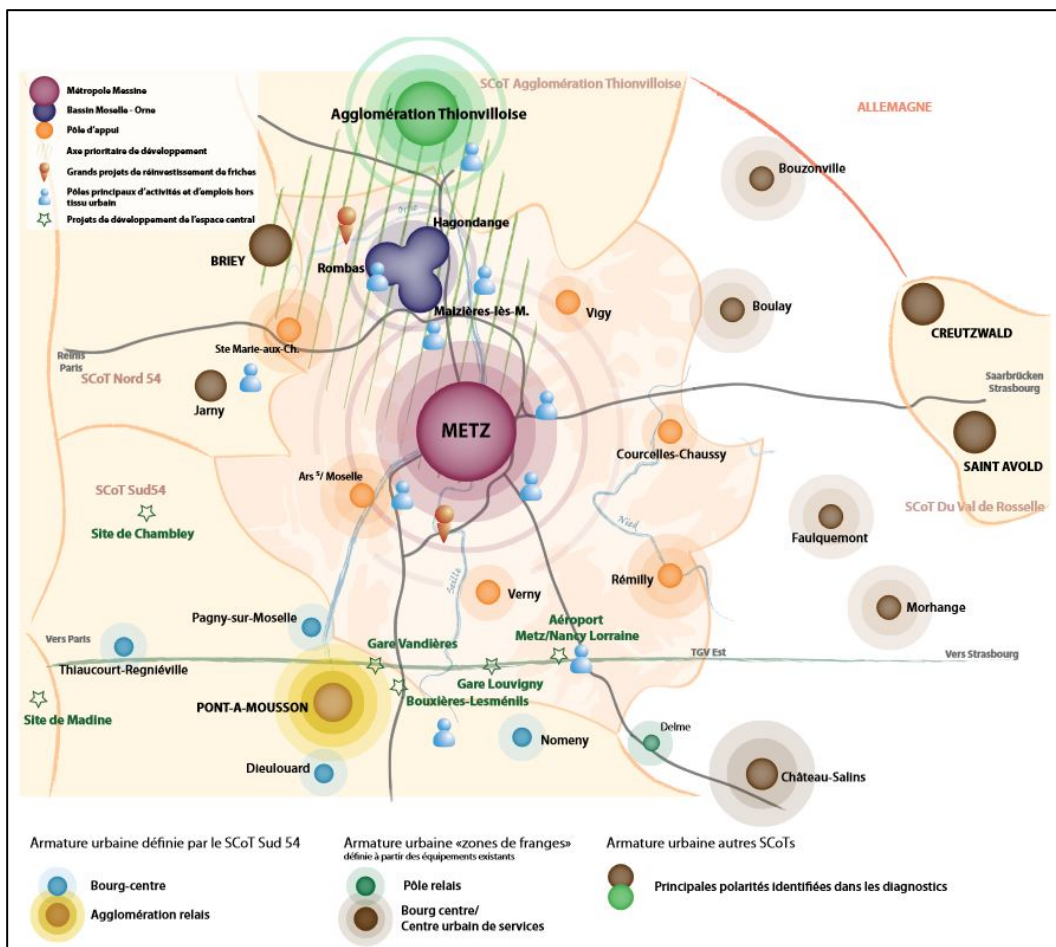 Métropole Messine
Bassin Moselle - Orne
Pôle d'appui
Axe prioritaire de développement
Grands projets de réinvestissement de friches
Pôles principaux d'activités et d'emplois hors
tissu urbain
Projets de développement de l'espace central
SCoT Agglomération Thionvilloise
Agglomération Thionvilloise
ALLEMAGNE
Bouzonville
Orne
Hagondange
BRIEY
Rombas
Maizières-lès-M.
Vigy
Boulay
CREUTZWALD
Ste Marie-aux-Ch.
Reims
Paris
SCoT Nord 54
Jarny
Saarbrücken
Strasbourg
METZ
Courcelles-Chaussy
SAINT AVOLD
Ars s/ Moselle
SCoT Sud54
Site de Chambley
SCoT Du Val de Rosselle
Nied
Faulquemont
Seille
Rémilly
Verny
Morhange
Pagny-sur-Moselle
Aéroport
Metz/Nancy Lorraine
Vers Paris
Gare Vandières
TGV Est
Vers Strasbourg
Thiaucourt-Regniéville
Gare Louvigny
Bouxières-Lesménils
PONT-A-MOUSSON
Site de Madine
Nomeny
Delme
Dieulouard
Château-Salins
Armature urbaine définie par le SCoT Sud 54
Bourg-centre
Agglomération relais
Armature urbaine «zones de franges»
définie à partir des équipements existants
Pôle relais
Bourg centre/
Centre urbain de services
Armature urbaine autres SCoTs
Principales polarités identifiées dans les diagnostics